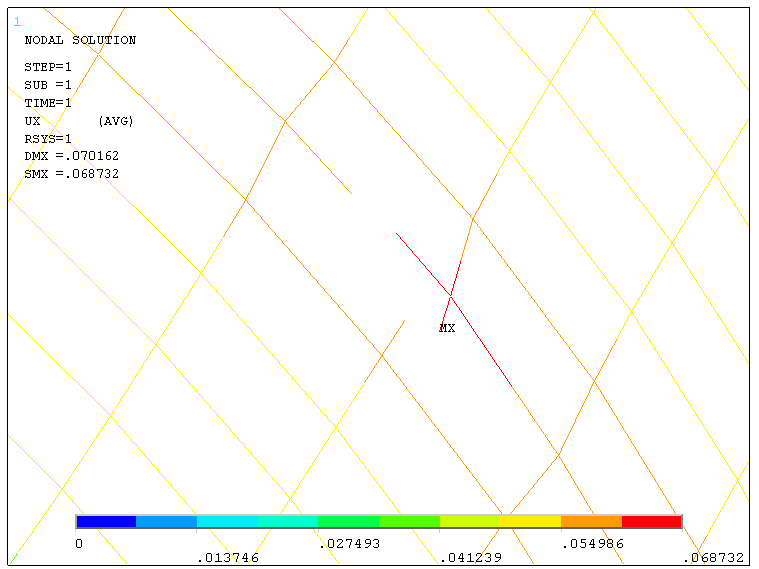 1
NODAL SOLUTION
STEP=1
SUB =1
TIME=1
UX (AVG)
RSYS=1
DMX =.070162
SMX =.068732
MX
0 .027493 .054986
.013746 .041239 .068732